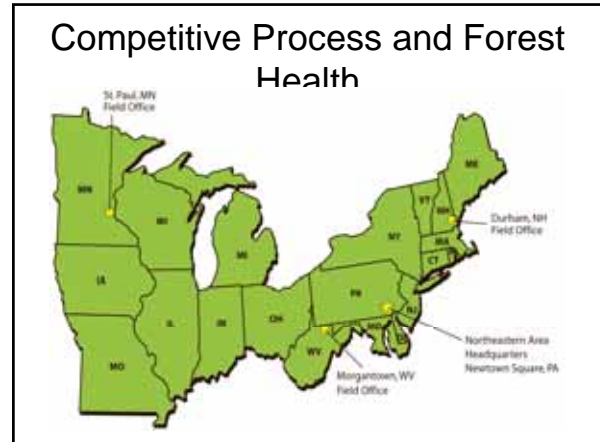 Competitive Process and Forest
Health
St. Paul, MN
Field Office
ME
MN
VT
NH
WI
Durham, NH
Field Office
NY
MA
MI
CT
IA
PA
NJ
IL
IN
OH
MD
WV
MO
Northeastern Area
Headquarters
Newtown Square, PA
Morgantown, WV
Field Office